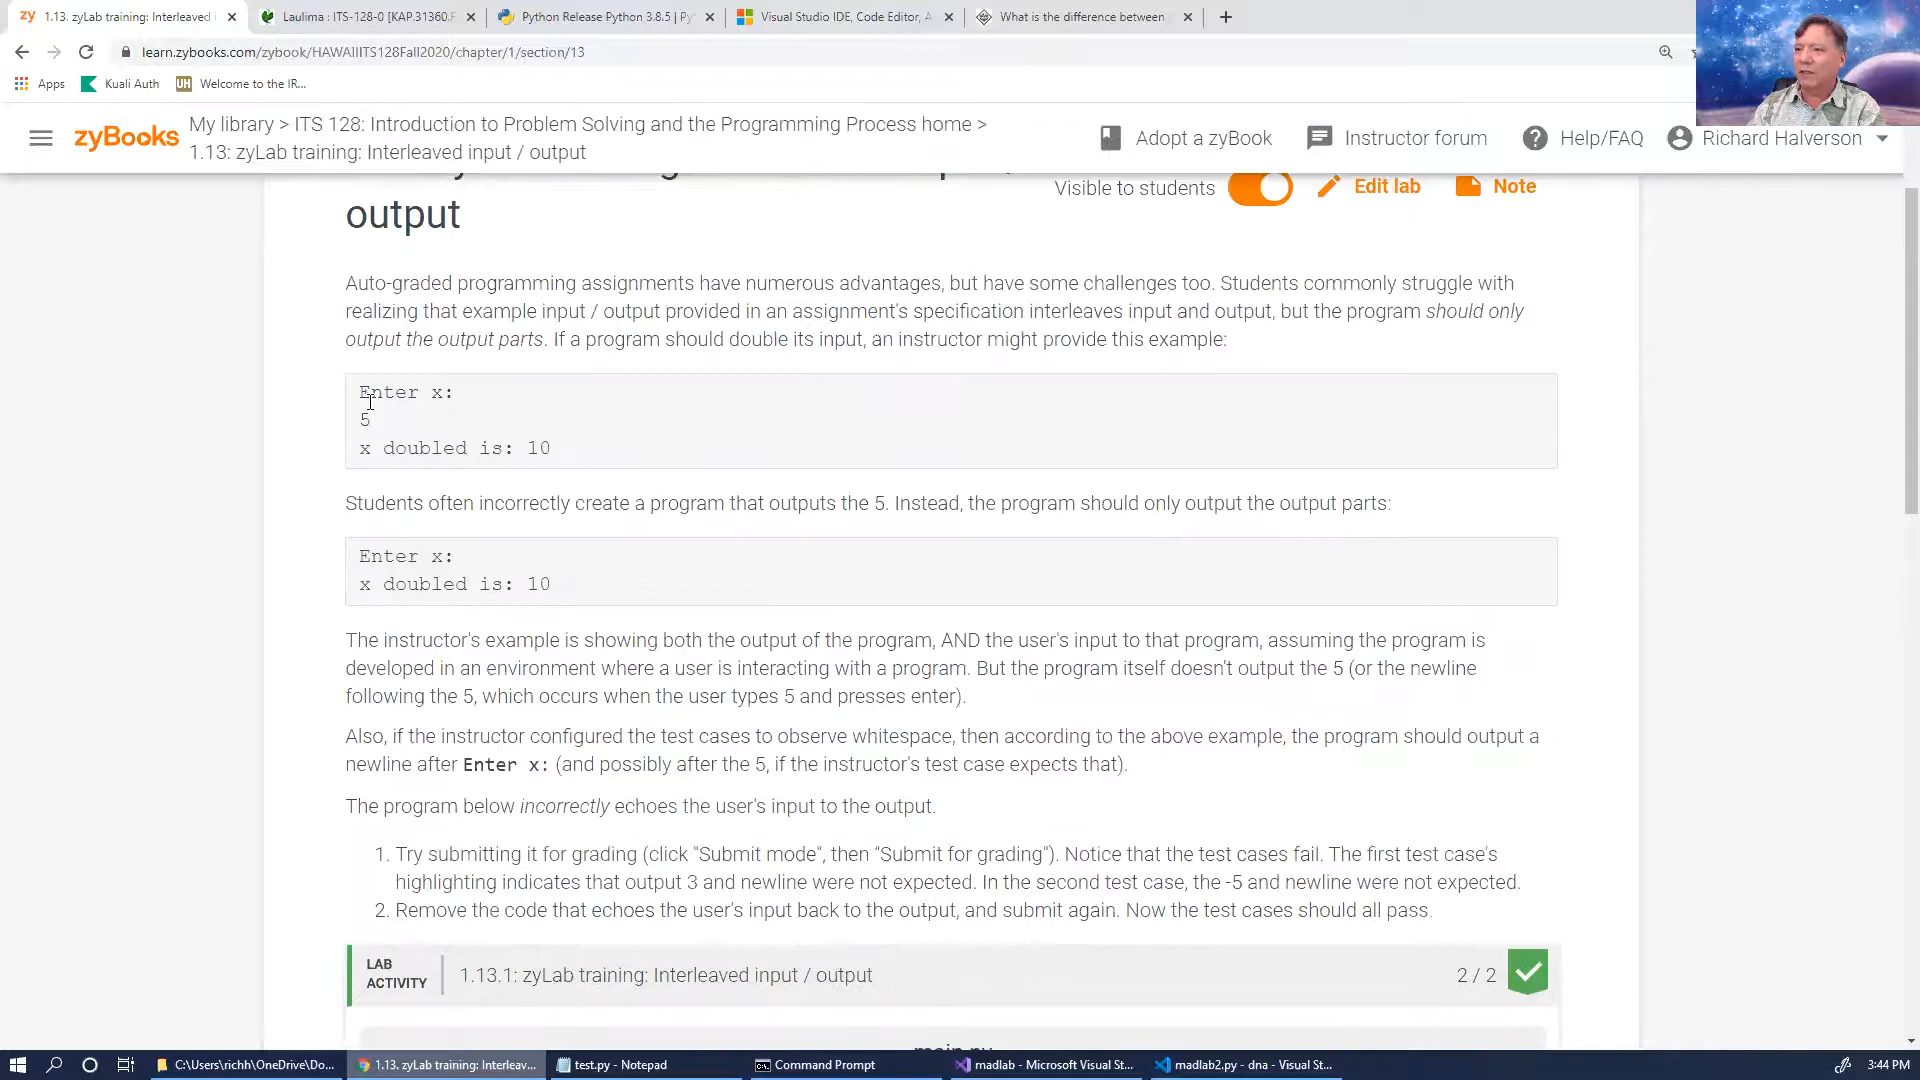 1.13. zyLab training: Interleaved i
Laulima : ITS-128-0 [KAP.31360.F
Python Release Python 3.8.5 | Py
Visual Studio IDE, Code Editor, A
What is the difference between
learn.zybooks.com/zybook/HAWAIIITS128Fall2020/chapter/1/section/13
Apps
Kuali Auth
Welcome to the IR...
zyBooks
My library > ITS 128: Introduction to Problem Solving and the Programming Process home >
1.13: zyLab training: Interleaved input / output
Adopt a zyBook
Instructor forum
Help/FAQ
Richard Halverson
output
Visible to students
Edit lab
Note
Auto-graded programming assignments have numerous advantages, but have some challenges too. Students commonly struggle with
realizing that example input / output provided in an assignment's specification interleaves input and output, but the program should only
output the output parts. If a program should double its input, an instructor might provide this example:
Enter x:
5
x doubled is: 10
Students often incorrectly create a program that outputs the 5. Instead, the program should only output the output parts:
Enter x:
x doubled is: 10
The instructor's example is showing both the output of the program, AND the user's input to that program, assuming the program is
developed in an environment where a user is interacting with a program. But the program itself doesn't output the 5 (or the newline
following the 5, which occurs when the user types 5 and presses enter).
Also, if the instructor configured the test cases to observe whitespace, then according to the above example, the program should output a
newline after Enter x: (and possibly after the 5, if the instructor's test case expects that).
The program below incorrectly echoes the user's input to the output.
1. Try submitting it for grading (click "Submit mode", then "Submit for grading"). Notice that the test cases fail. The first test case's
highlighting indicates that output 3 and newline were not expected. In the second test case, the -5 and newline were not expected.
2. Remove the code that echoes the user's input back to the output, and submit again. Now the test cases should all pass.
LAB
ACTIVITY
1.13.1: zyLab training: Interleaved input / output
2 / 2
main.py
C:\Users\richh\OneDrive\Do...
1.13. zyLab training: Interleav...
test.py - Notepad
Command Prompt
madlab - Microsoft Visual St...
madlab2.py - dna - Visual St...
3:44 PM